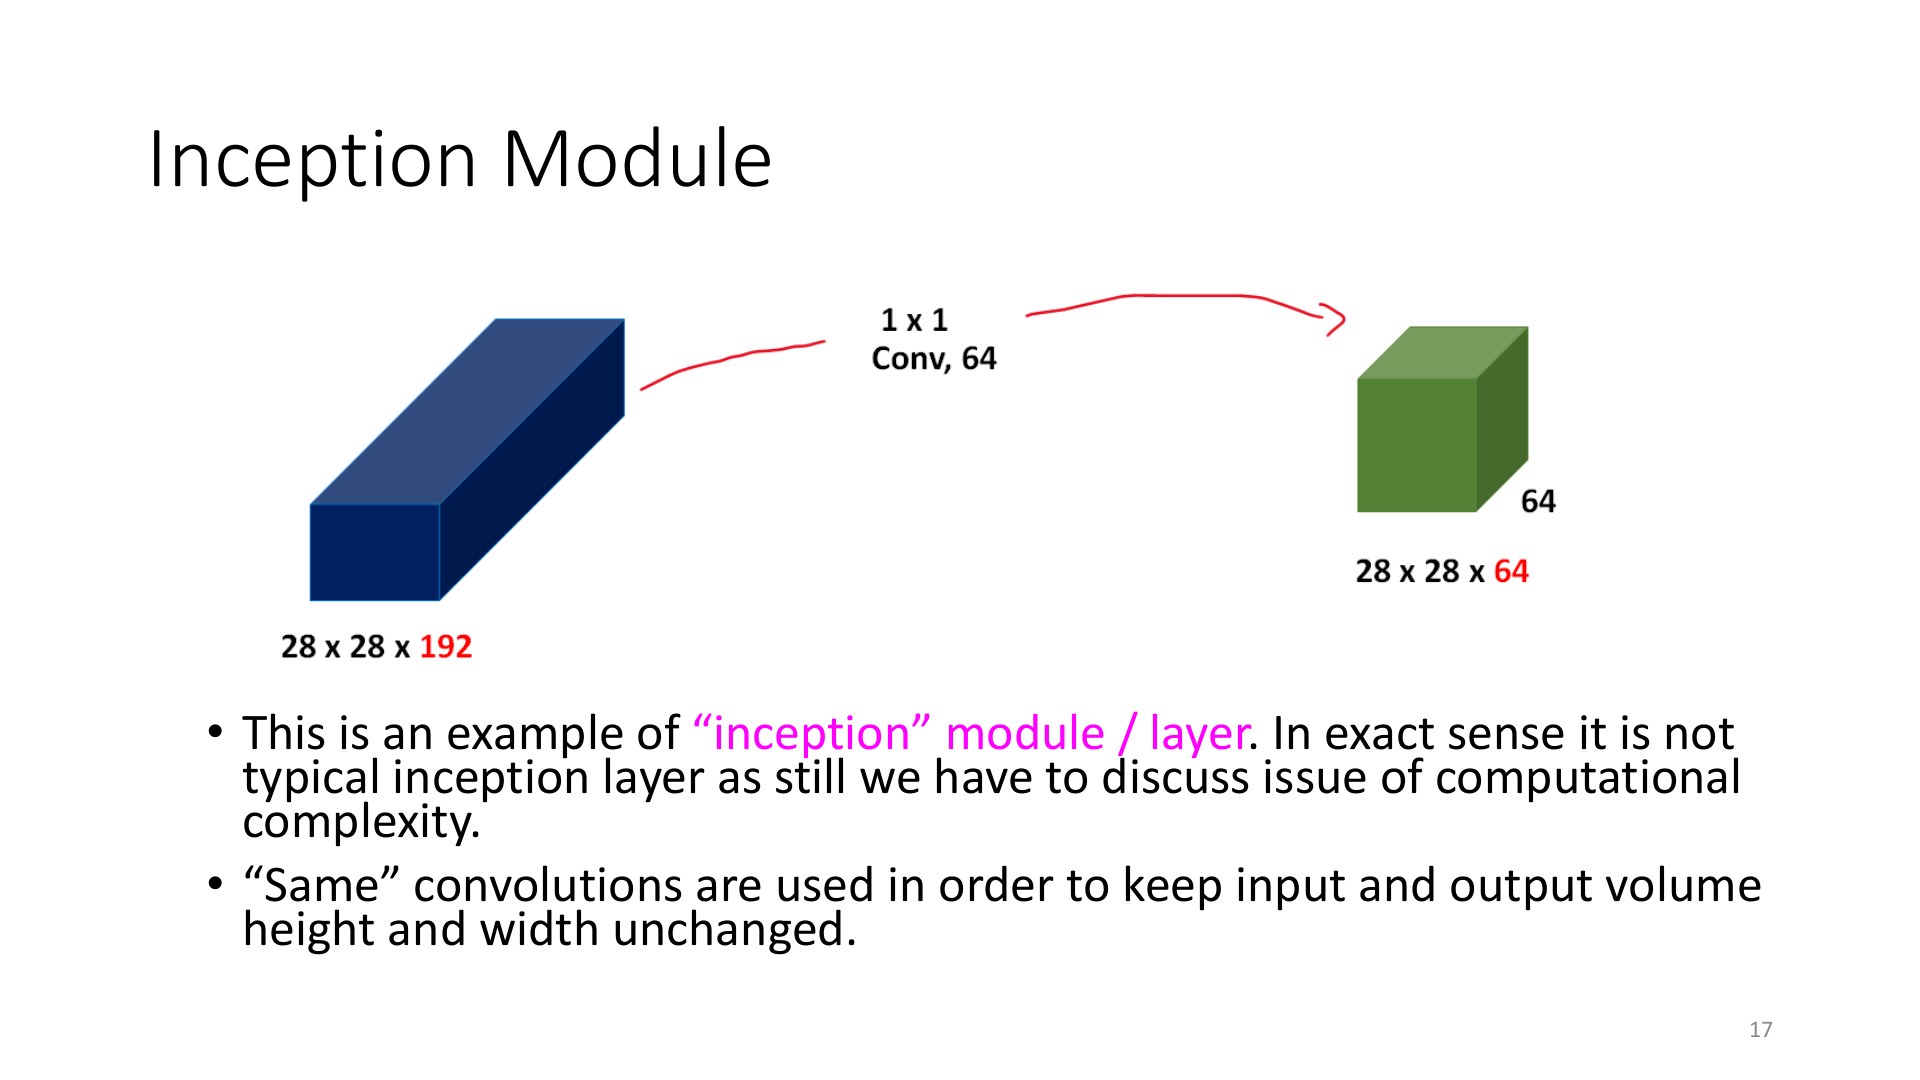 Inception Module
1 x 1
Conv, 64
64
28 x 28 x 64
28 x 28 x 192
• This is an example of “inception” module / layer. In exact sense it is not
typical inception layer as still we have to discuss issue of computational
complexity.
• “Same” convolutions are used in order to keep input and output volume
height and width unchanged.
17